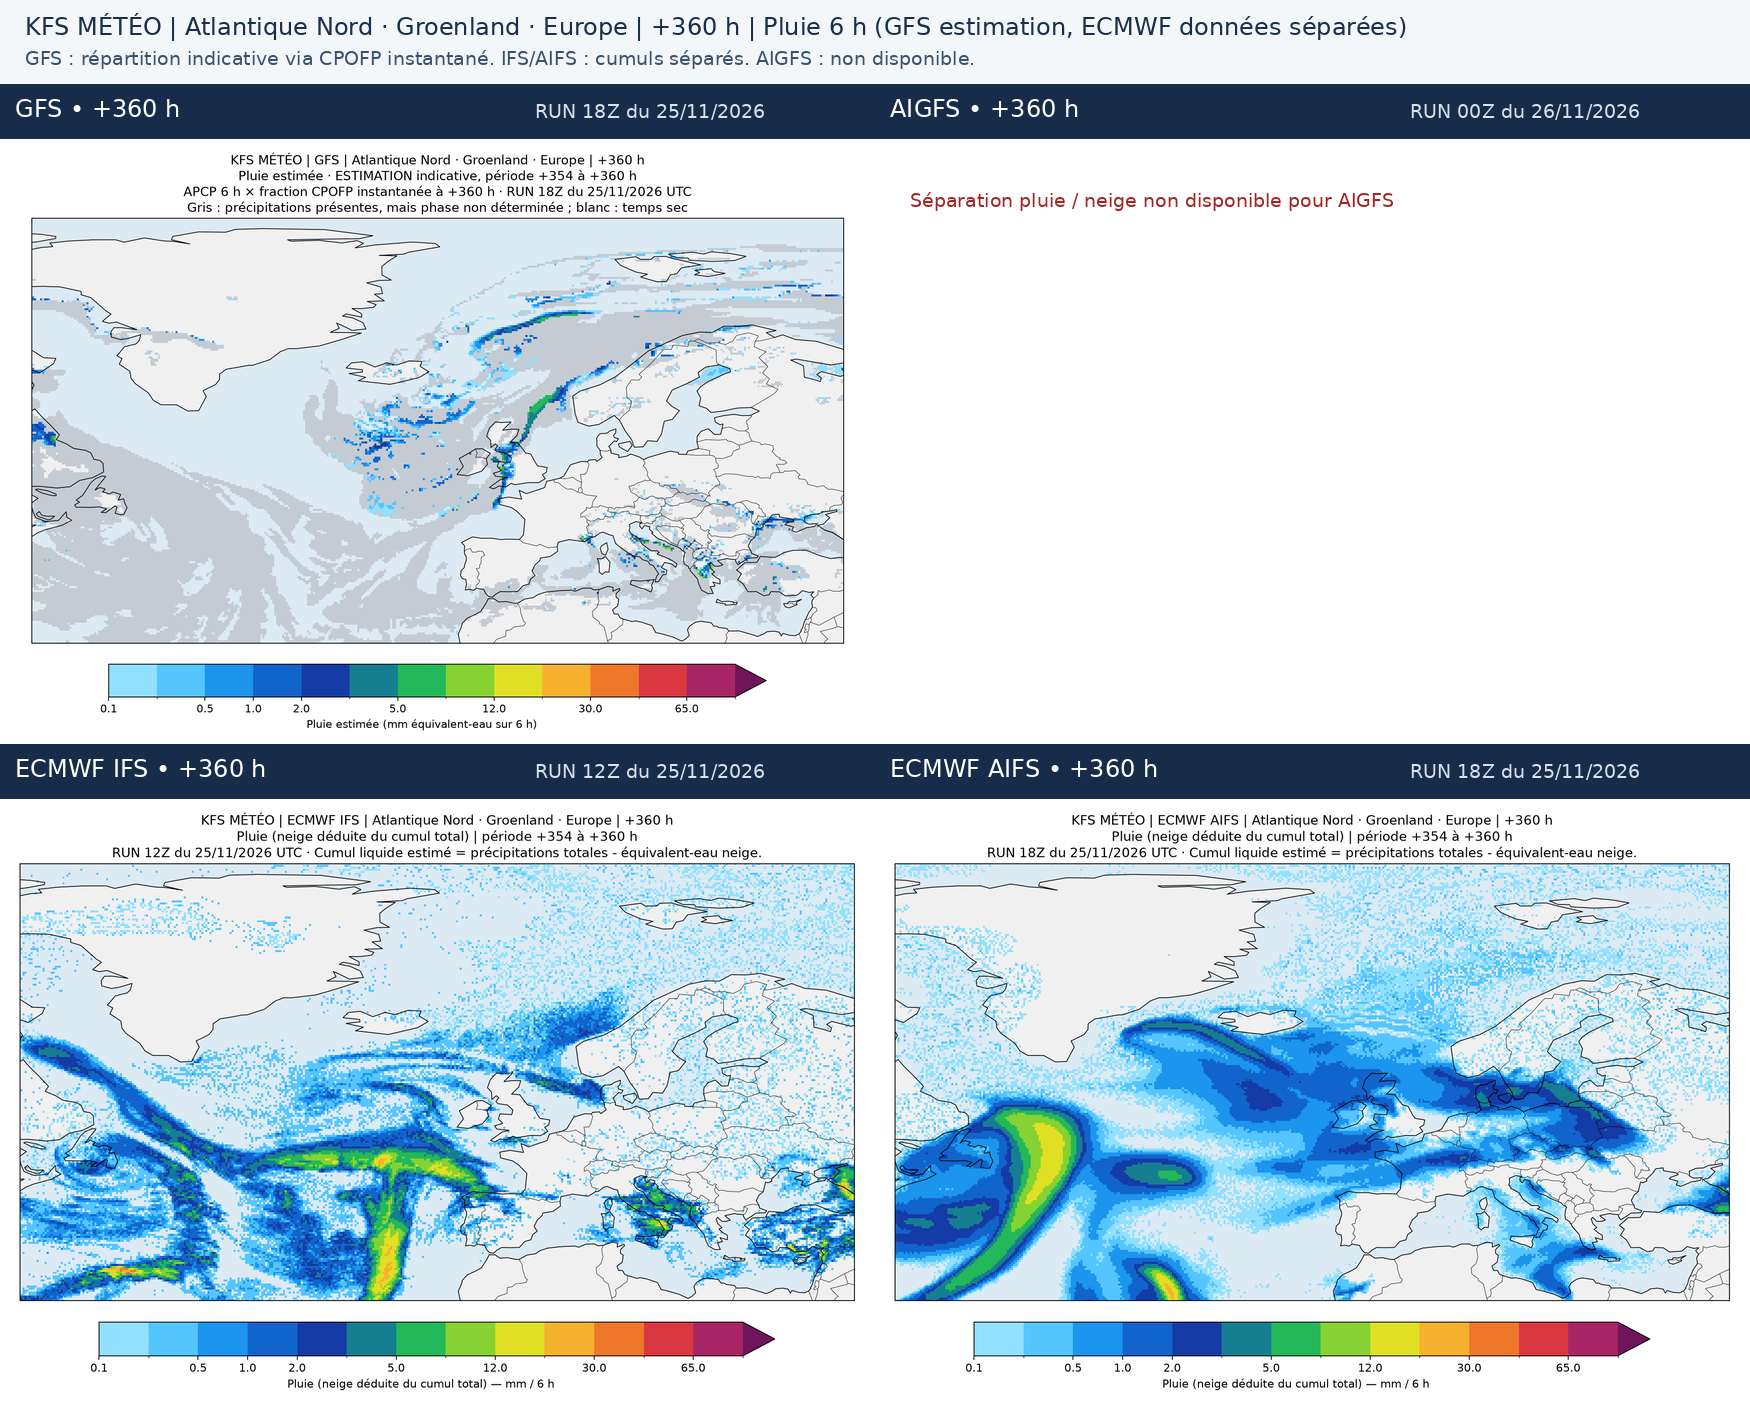 KFS MÉTÉO | Atlantique Nord · Groenland · Europe | +360 h | Pluie 6 h (GFS estimation, ECMWF données séparées)
GFS : répartition indicative via CPOFP instantané. IFS/AIFS : cumuls séparés. AIGFS : non disponible.
GFS • +360 h
RUN 18Z du 25/11/2026
AIGFS • +360 h
RUN 00Z du 26/11/2026
KFS MÉTÉO | GFS | Atlantique Nord · Groenland · Europe | +360 h
Pluie estimée · ESTIMATION indicative, période +354 à +360 h
APCP 6 h × fraction CPOFP instantanée à +360 h · RUN 18Z du 25/11/2026 UTC
Gris : précipitations présentes, mais phase non déterminée ; blanc : temps sec
Séparation pluie / neige non disponible pour AIGFS
0.1 0.5 1.0 2.0 5.0 12.0 30.0 65.0
Pluie estimée (mm équivalent-eau sur 6 h)
ECMWF IFS • +360 h
RUN 12Z du 25/11/2026
ECMWF AIFS • +360 h
RUN 18Z du 25/11/2026
KFS MÉTÉO | ECMWF IFS | Atlantique Nord · Groenland · Europe | +360 h
Pluie (neige déduite du cumul total) | période +354 à +360 h
RUN 12Z du 25/11/2026 UTC · Cumul liquide estimé = précipitations totales - équivalent-eau neige.
KFS MÉTÉO | ECMWF AIFS | Atlantique Nord · Groenland · Europe | +360 h
Pluie (neige déduite du cumul total) | période +354 à +360 h
RUN 18Z du 25/11/2026 UTC · Cumul liquide estimé = précipitations totales - équivalent-eau neige.
0.1 0.5 1.0 2.0 5.0 12.0 30.0 65.0
Pluie (neige déduite du cumul total) — mm / 6 h
0.1 0.5 1.0 2.0 5.0 12.0 30.0 65.0
Pluie (neige déduite du cumul total) — mm / 6 h